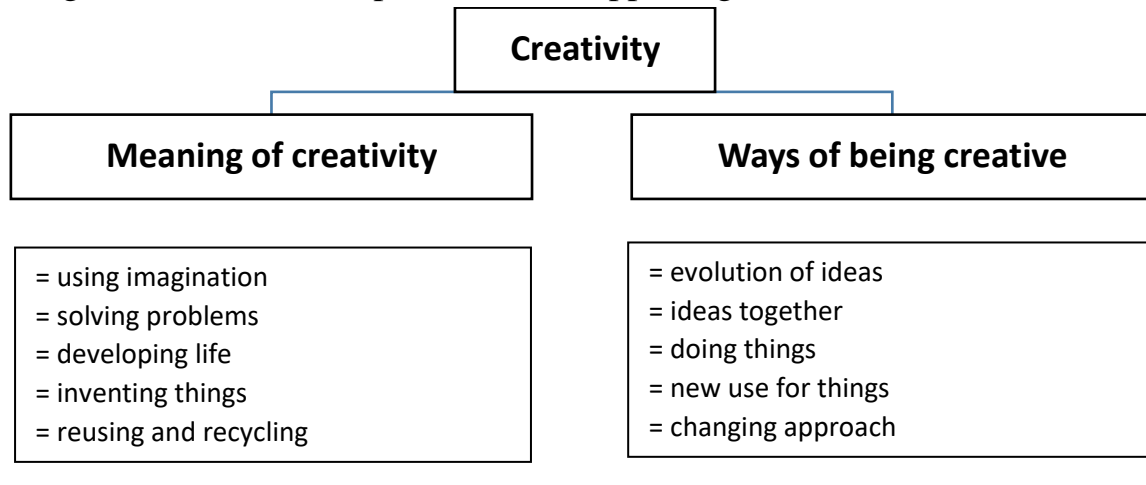 Creativity
Meaning of creativity
= using imagination
= solving problems
= developing life
= inventing things
= reusing and recycling
Ways of being creative
= evolution of ideas
= ideas together
= doing things
= new use for things
= changing approach